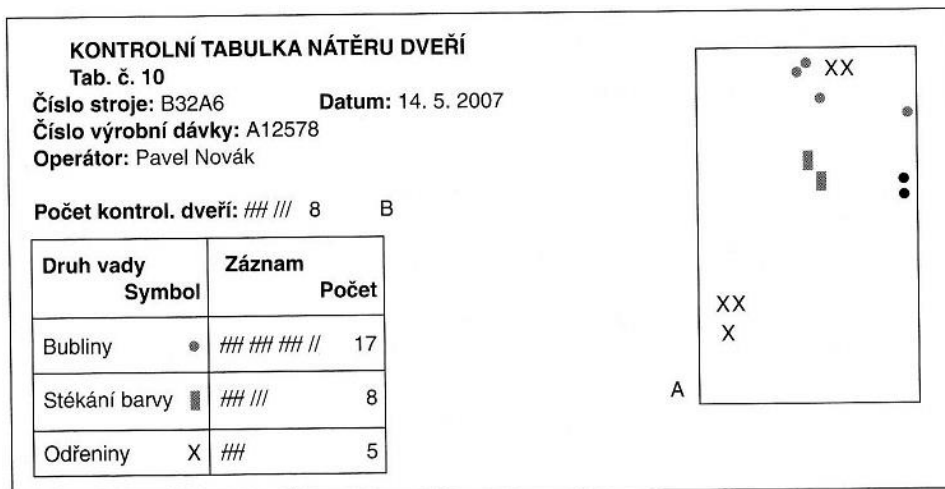 KONTROLNÍ TABULKA NÁTĚRU DVEŘÍ
Tab. č. 10
Číslo stroje: B32A6 Datum: 14. 5. 2007
Číslo výrobní dávky: A12578
Operátor: Pavel Novák
Počet kontrol. dveří: //// /// 8 B
Druh vady Záznam
Symbol Počet
Bubliny ● //// //// //// // 17
Stékání barvy //// /// 8
Odřeniny X //// 5
XX
XX
X
A